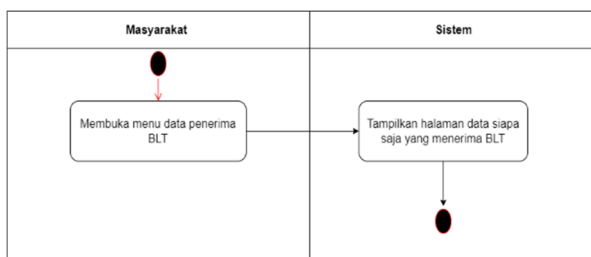 Masyarakat
Sistem
Membuka menu data penerima
BLT
Tampilkan halaman data siapa
saja yang menerima BLT